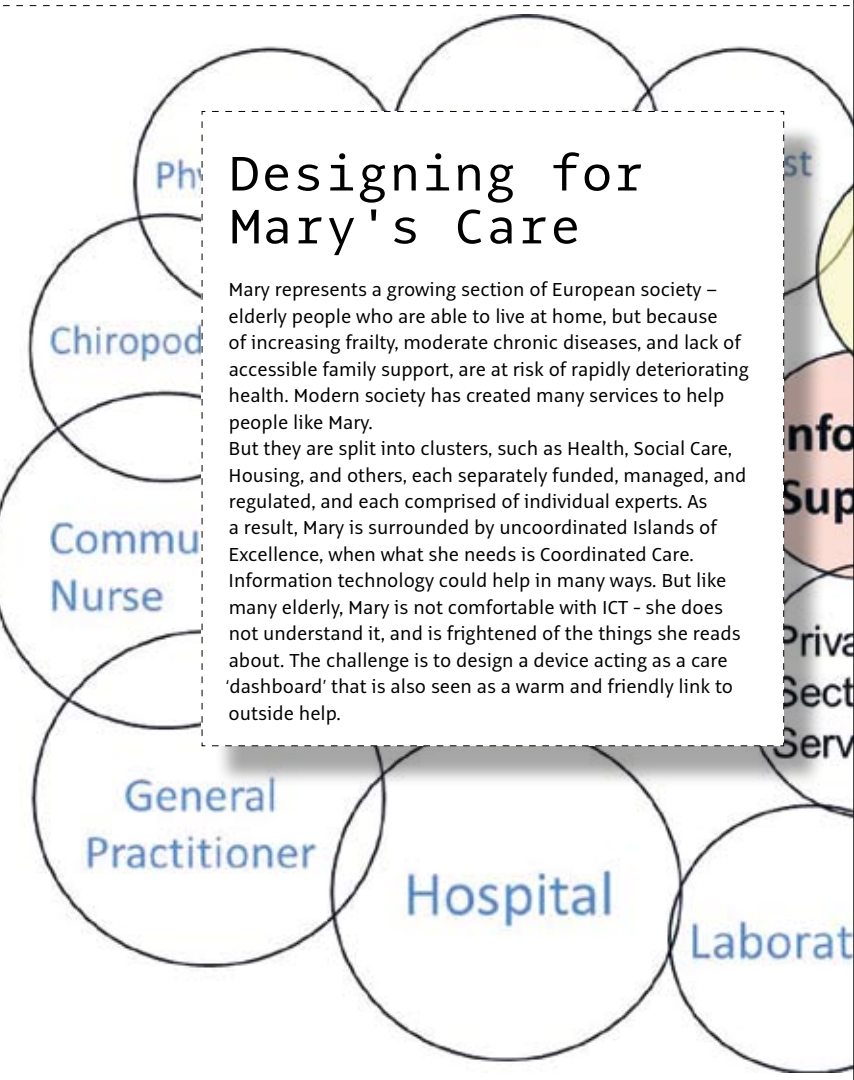 Designing for
Mary's Care
Mary represents a growing section of European society –
elderly people who are able to live at home, but because
of increasing frailty, moderate chronic diseases, and lack of
accessible family support, are at risk of rapidly deteriorating
health. Modern society has created many services to help
people like Mary.
But they are split into clusters, such as Health, Social Care,
Housing, and others, each separately funded, managed, and
regulated, and each comprised of individual experts. As
a result, Mary is surrounded by uncoordinated Islands of
Excellence, when what she needs is Coordinated Care.
Information technology could help in many ways. But like
many elderly, Mary is not comfortable with ICT - she does
not understand it, and is frightened of the things she reads
about. The challenge is to design a device acting as a care
‘dashboard’ that is also seen as a warm and friendly link to
outside help.
Nurse
General
Practitioner
Hospital